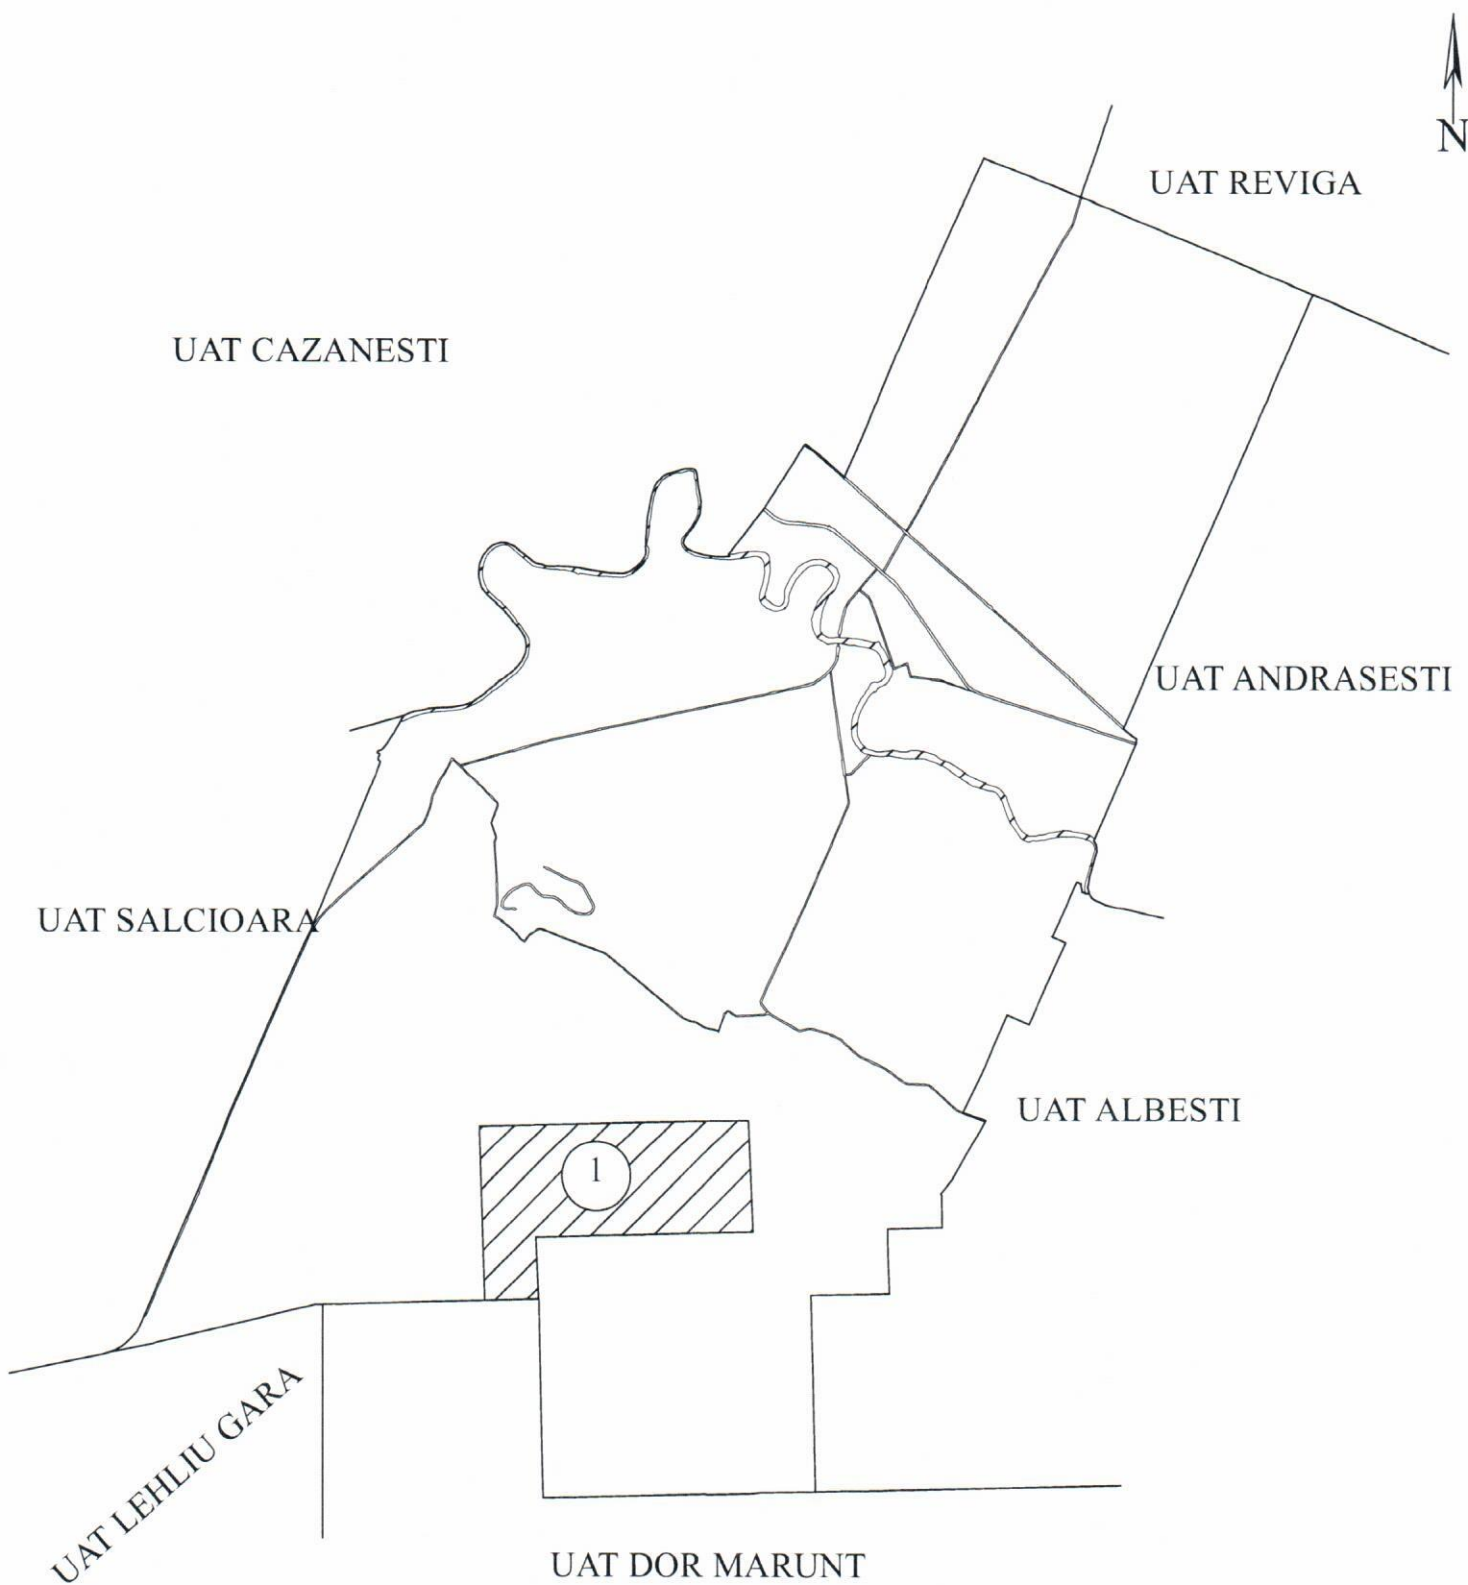 N
UAT REVIGA
UAT CAZANESTI
UAT ANDRASESTI
UAT SALCIOARA
UAT ALBESTI
1
UAT LEHLIU GARA
UAT DOR MARUNT